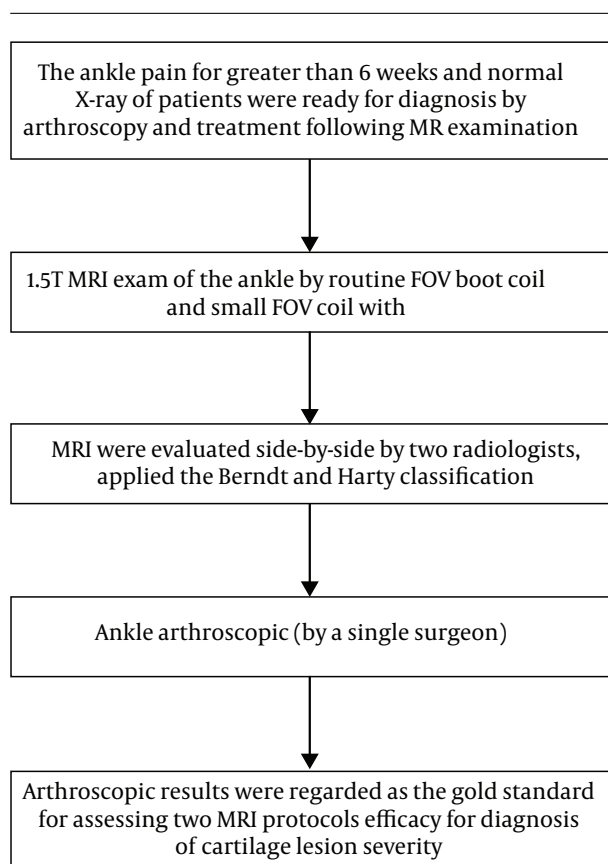 The ankle pain for greater than 6 weeks and normal
X-ray of patients were ready for diagnosis by
arthroscopy and treatment following MR examination
1.5T MRI exam of the ankle by routine FOV boot coil
and small FOV coil with
MRI were evaluated side-by-side by two radiologists,
applied the Berndt and Harty classification
Ankle arthroscopic (by a single surgeon)
Arthroscopic results were regarded as the gold standard
for assessing two MRI protocols efficacy for diagnosis
of cartilage lesion severity